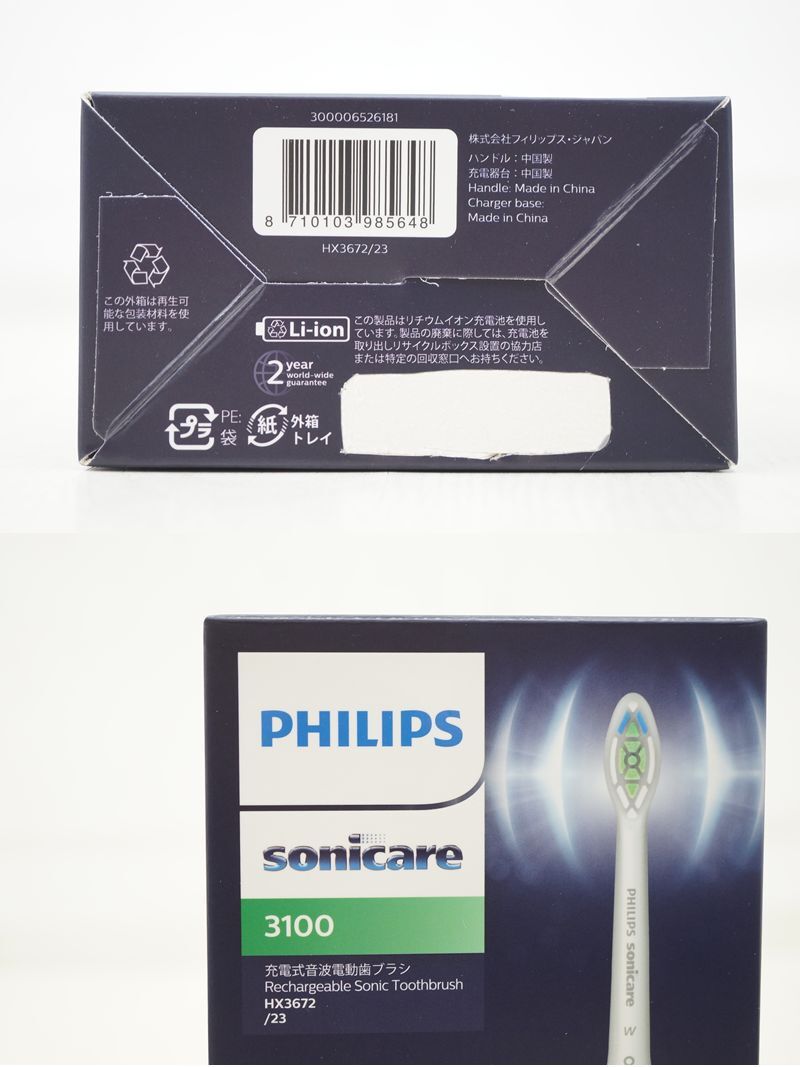 300006526181
8 710103 985648
HX3672/23
株式会社フィリップス・ジャパン
ハンドル：中国製
充電器台：中国製
Handle: Made in China
Charger base:
Made in China
この外箱は再生可
能な包装材料を使
用しています。
Li-ion
この製品はリチウムイオン充電池を使用し
ています。製品の廃棄に際しては、充電池を
取り出しリサイクルボックス設置の協力店
または特定の回収窓口へお持ちください。
2 year
world-wide
guarantee
プラ
PE:
袋
紙
外箱
トレイ
PHILIPS
sonicare
3100
充電式音波電動歯ブラシ
Rechargeable Sonic Toothbrush
HX3672
/23
PHILIPS sonicare
W